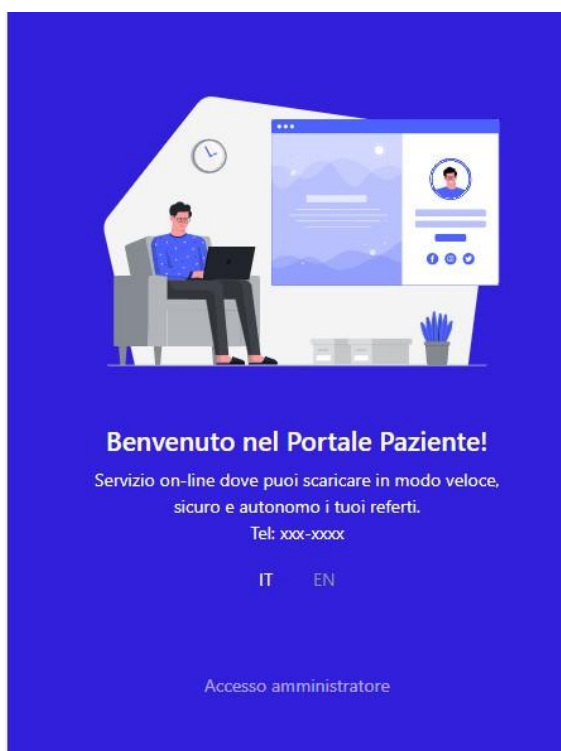 Benvenuto nel Portale Paziente!
Servizio on-line dove puoi scaricare in modo veloce,
sicuro e autonomo i tuoi referti.
Tel: xxx-xxxx
IT EN
Accesso amministratore